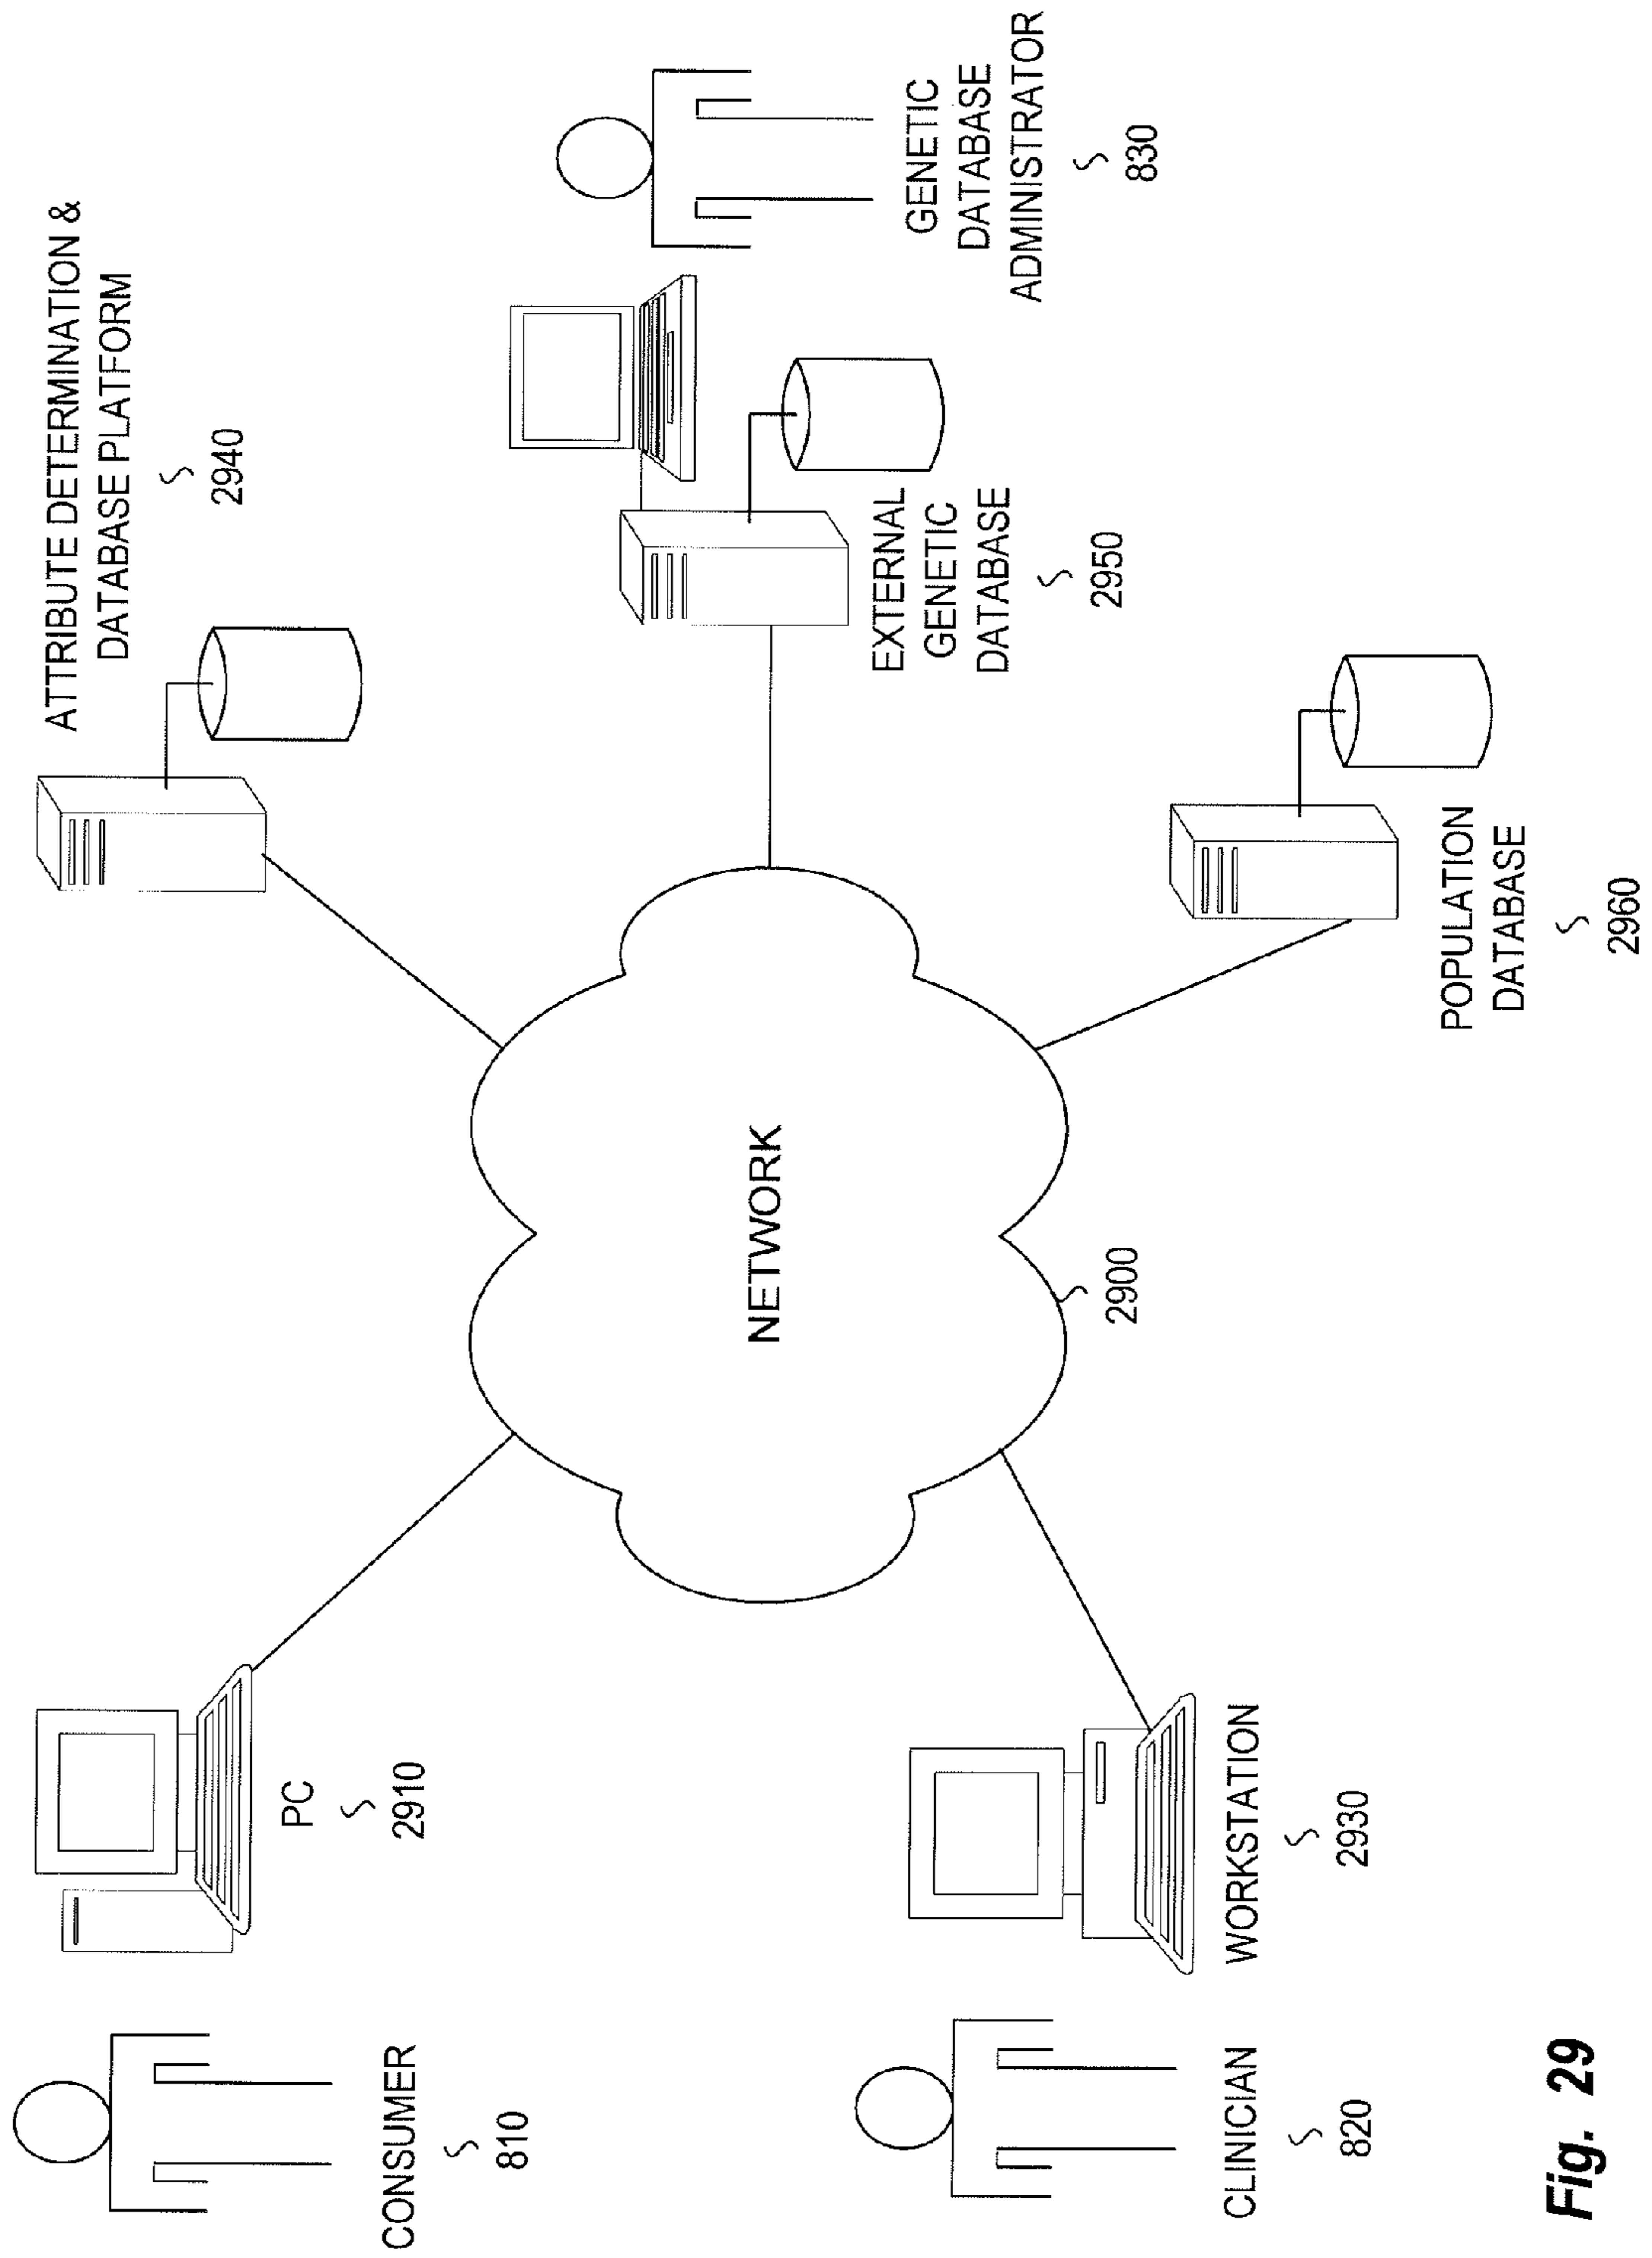 ATTRIBUTE DETERMINATION &
DATABASE PLATFORM
2940
CONSUMER
810
PC
2910
NETWORK
2900
EXTERNAL
GENETIC
DATABASE
2950
GENETIC
DATABASE
ADMINISTRATOR
830
CLINICIAN
820
WORKSTATION
2930
POPULATION
DATABASE
2960
Fig. 29